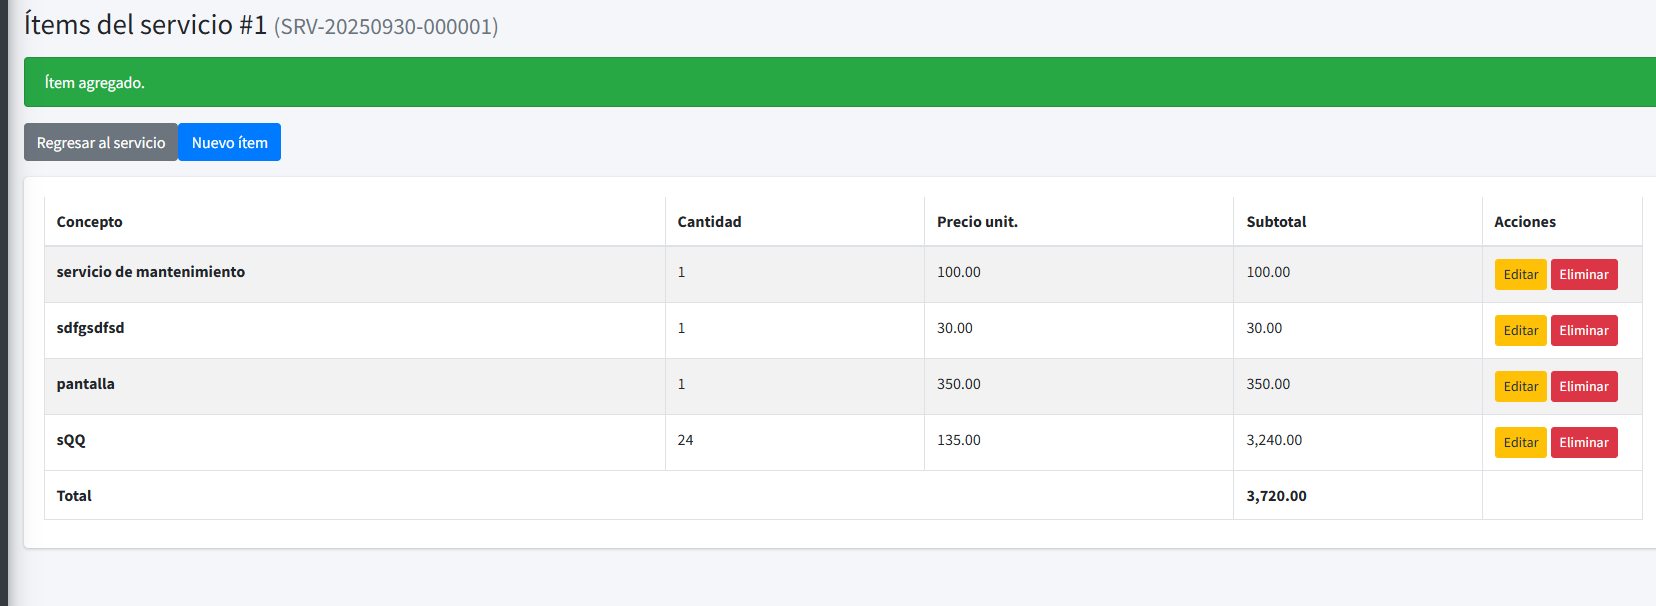 Ítems del servicio #1 (SRV-20250930-000001)
Ítem agregado.
Regresar al servicio Nuevo ítem
Concepto Cantidad Precio unit. Subtotal Acciones
servicio de mantenimiento 1 100.00 100.00 Editar Eliminar
sdfgsdfsd 1 30.00 30.00 Editar Eliminar
pantalla 1 350.00 350.00 Editar Eliminar
sQQ 24 135.00 3,240.00 Editar Eliminar
Total 3,720.00